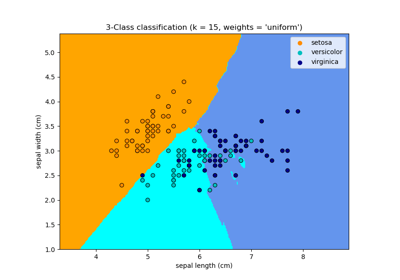 3-Class classification (k = 15, weights = 'uniform')
setosa
versicolor
virginica
sepal width (cm)
5.0
4.5
4.0
3.5
3.0
2.5
2.0
1.5
1.0
4 5 6 7 8
sepal length (cm)